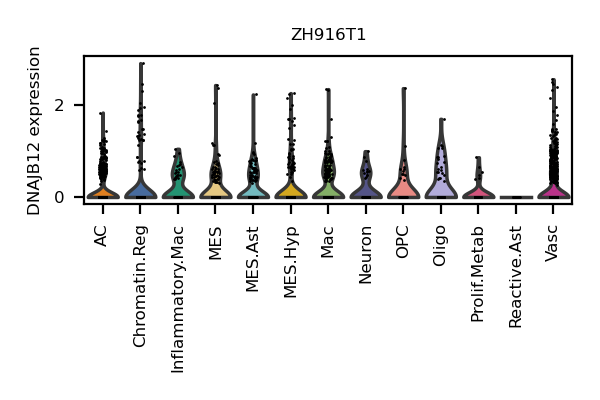 ZH916T1
DNAJB12 expression
2
0
AC
Chromatin.Reg
Inflammatory.Mac
MES
MES.Ast
MES.Hyp
Mac
Neuron
OPC
Oligo
Prolif.Metab
Reactive.Ast
Vasc